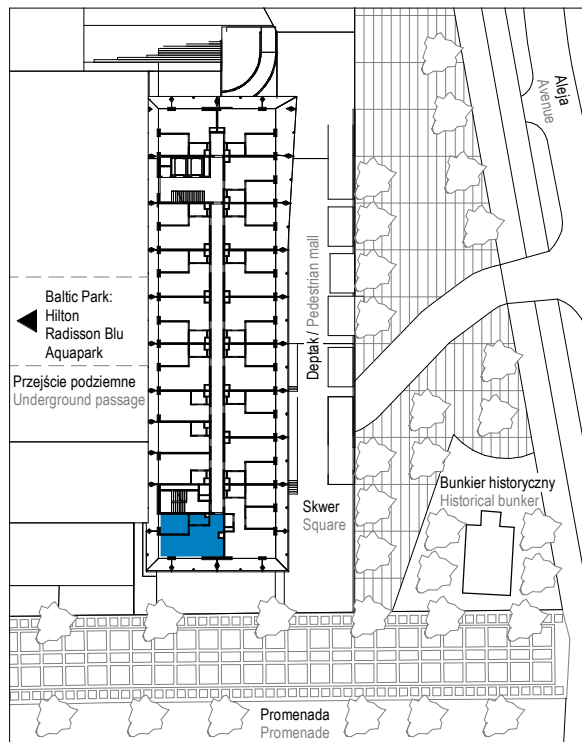 Aleja
Avenue
Baltic Park:
Hilton
Radisson Blu
Aquapark
Przejście podziemne
Underground passage
Deptak / Pedestrian mall
Skwer
Square
Bunkier historyczny
Historical bunker
Promenada
Promenade